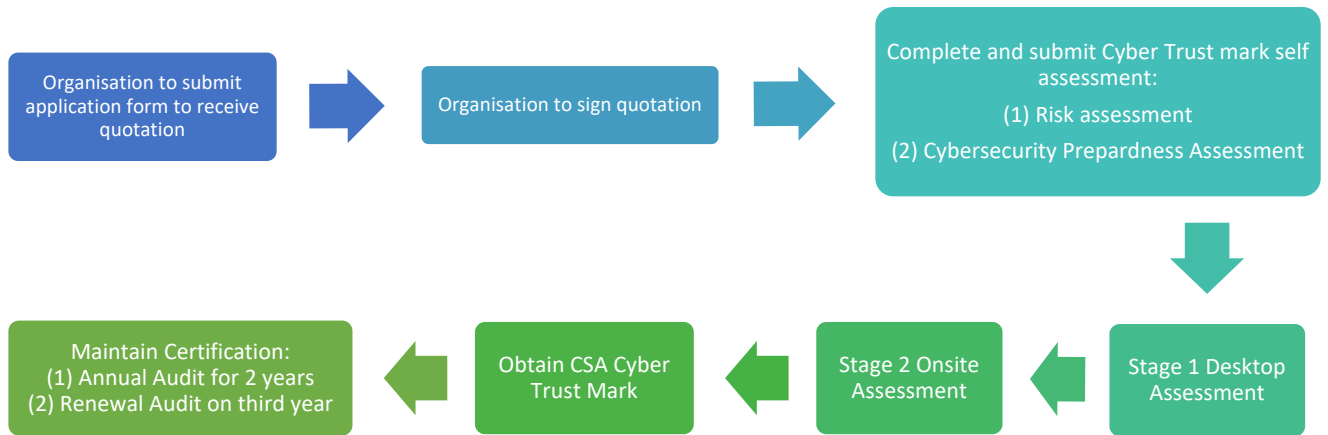 Organisation to submit
application form to receive
quotation
Organisation to sign quotation
Complete and submit Cyber Trust mark self
assessment:
(1) Risk assessment
(2) Cybersecurity Prepardness Assessment
Stage 1 Desktop
Assessment
Stage 2 Onsite
Assessment
Obtain CSA Cyber
Trust Mark
Maintain Certification:
(1) Annual Audit for 2 years
(2) Renewal Audit on third year